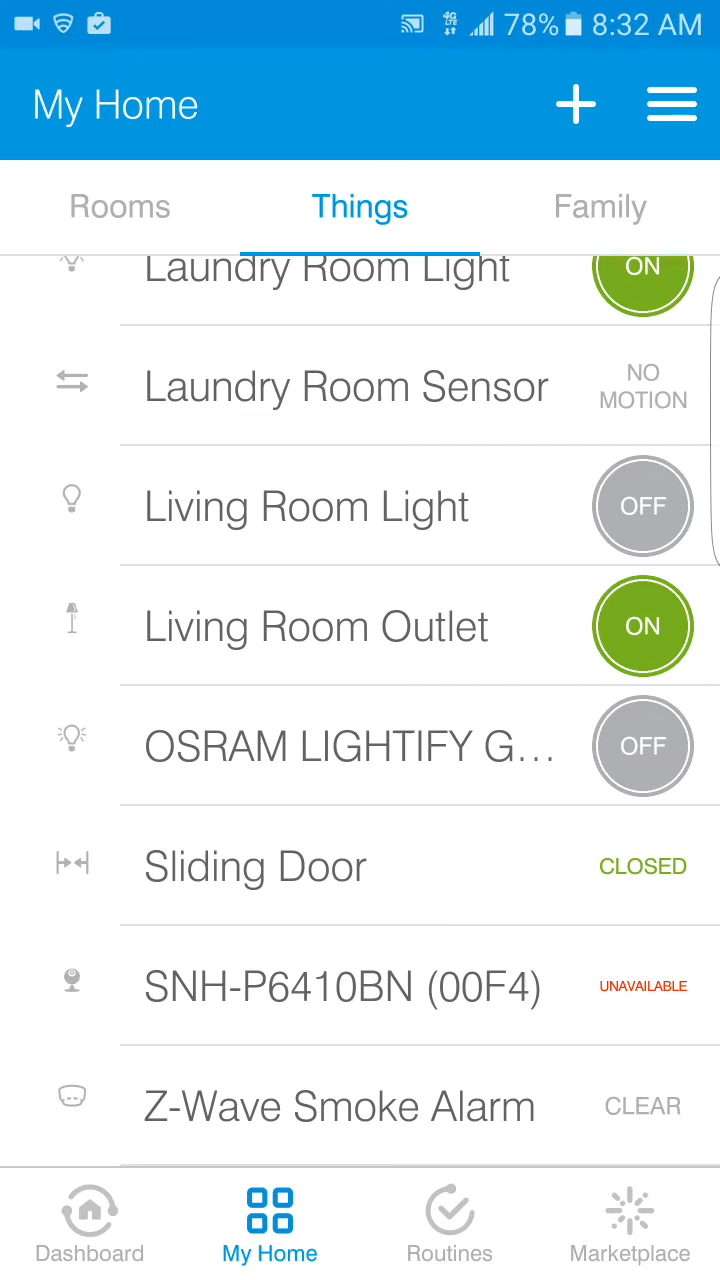 4G LTE 78% 8:32 AM
My Home
Rooms Things Family
Laundry Room Light ON
Laundry Room Sensor NO MOTION
Living Room Light OFF
Living Room Outlet ON
OSRAM LIGHTIFY G... OFF
Sliding Door CLOSED
SNH-P6410BN (00F4) UNAVAILABLE
Z-Wave Smoke Alarm CLEAR
Dashboard My Home Routines Marketplace